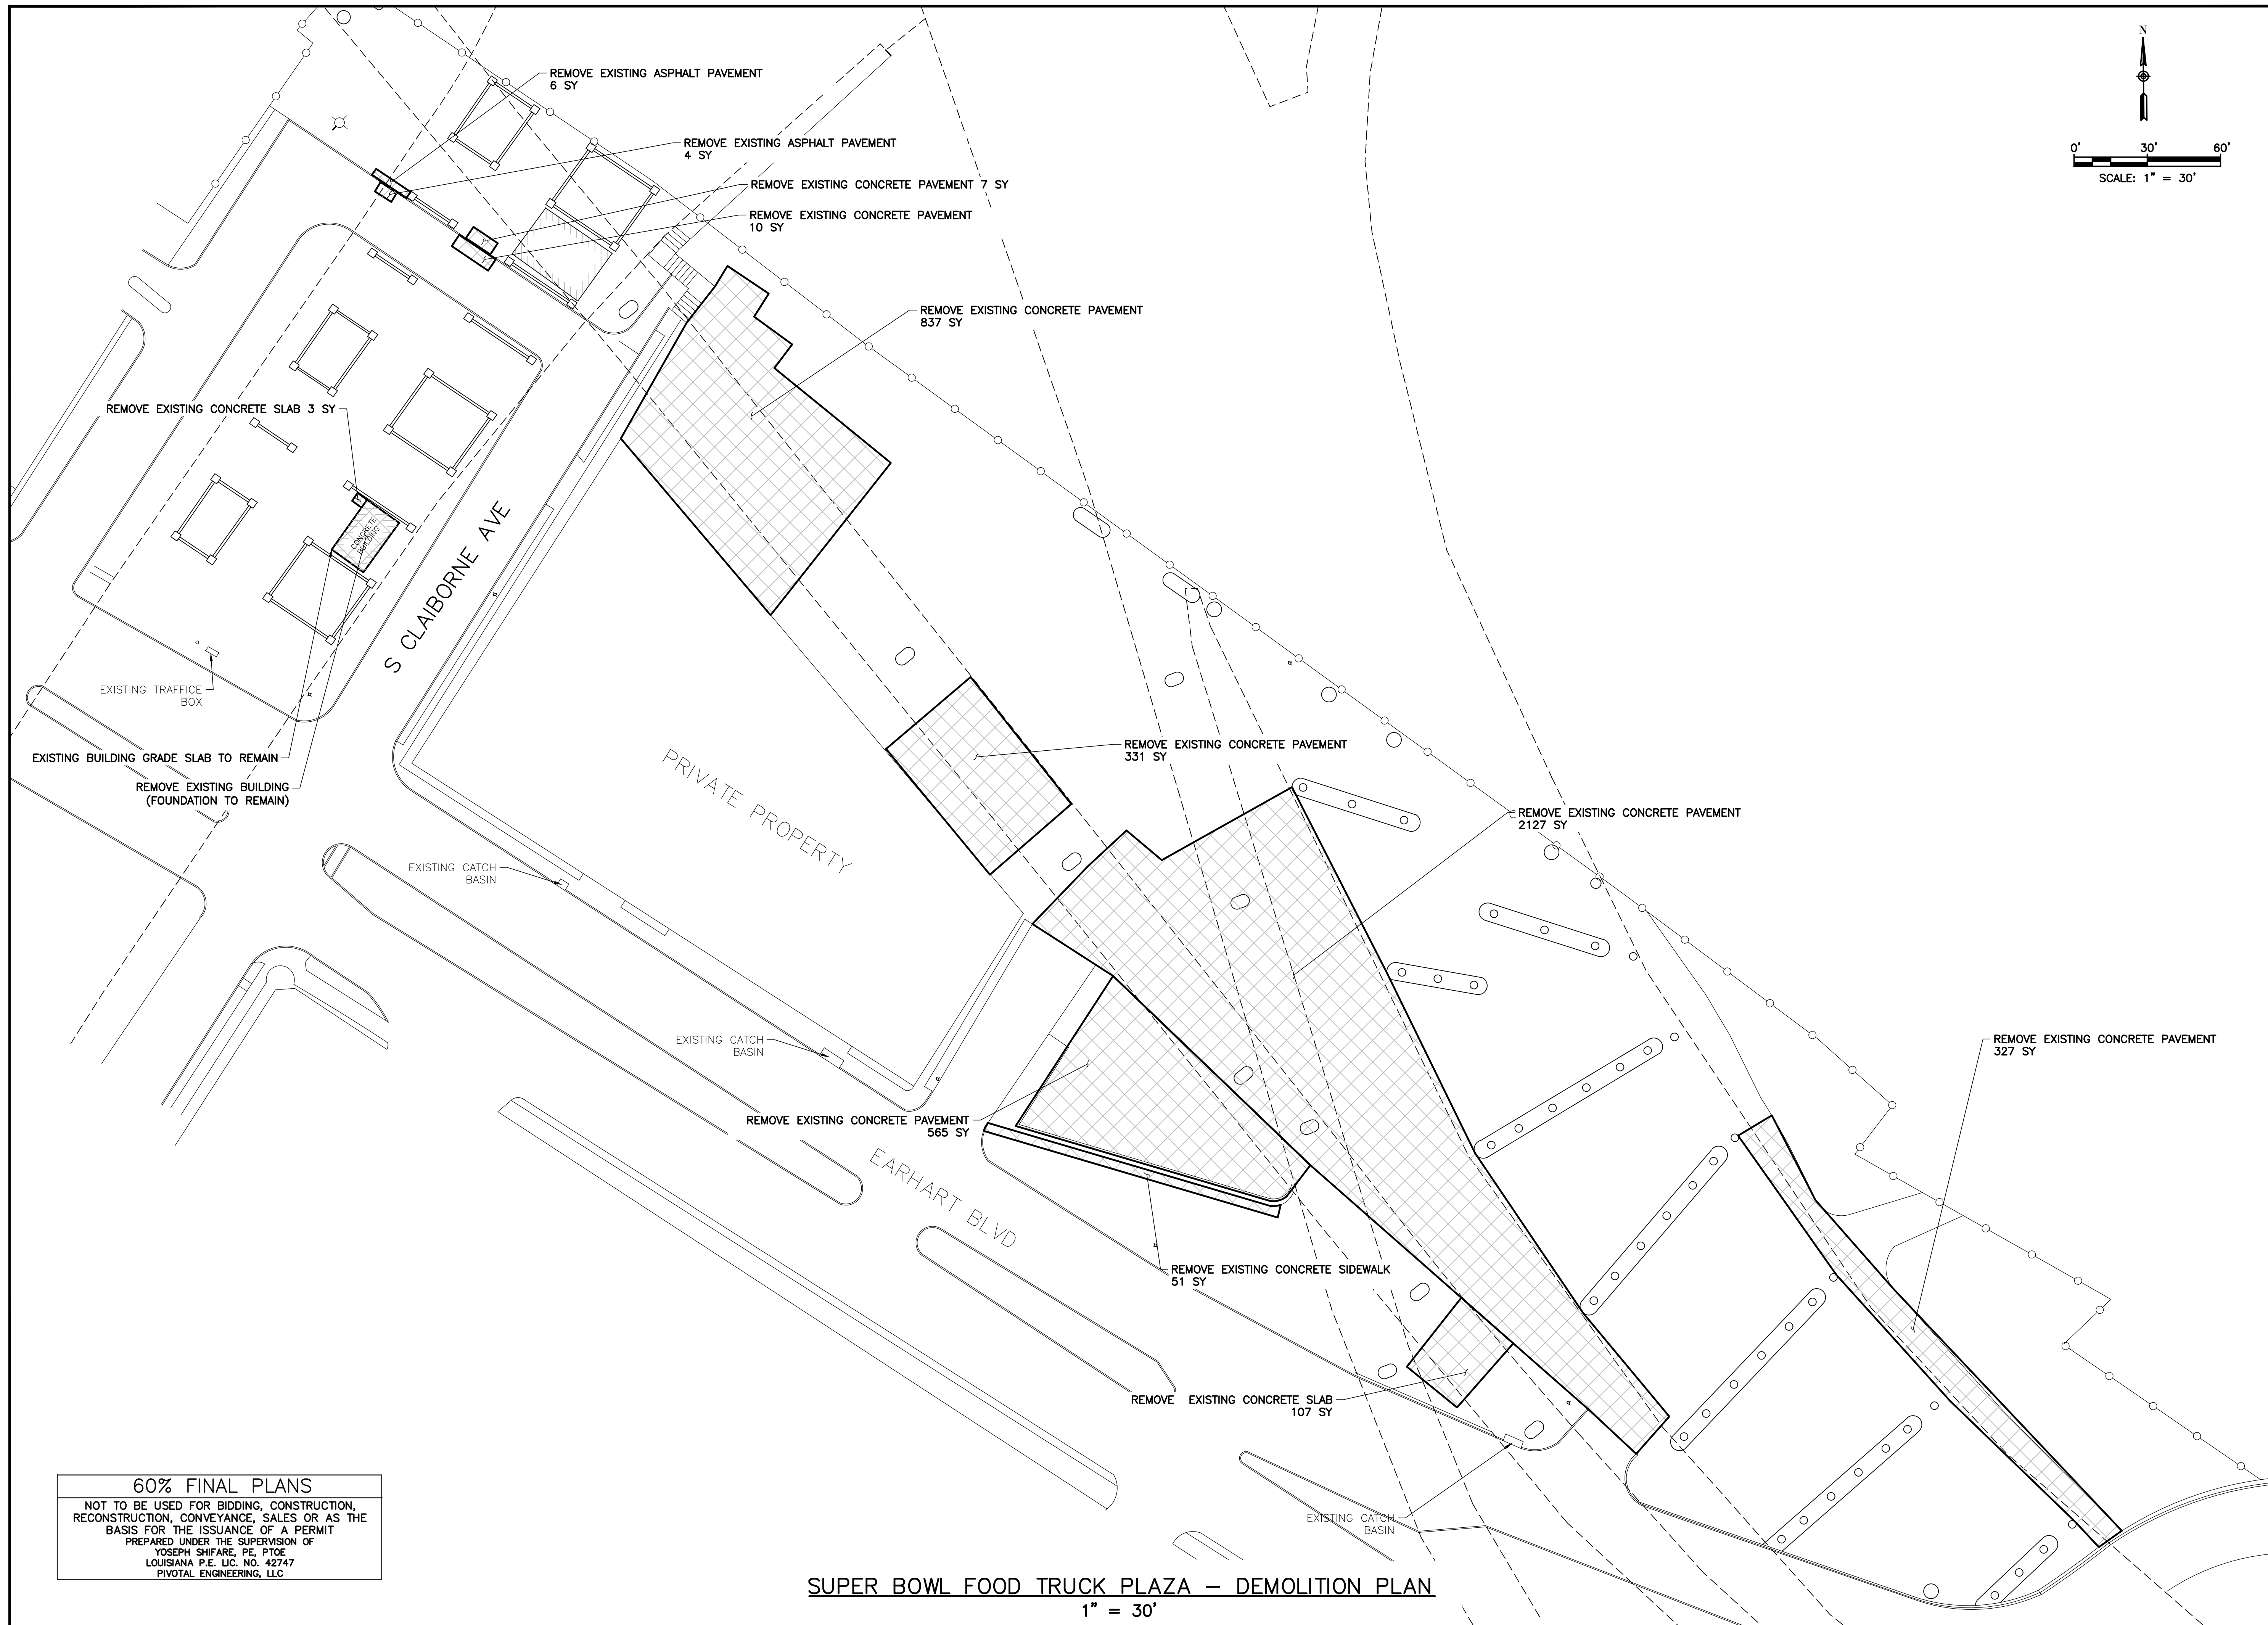 N
0' 30' 60'
SCALE: 1" = 30'
REMOVE EXISTING ASPHALT PAVEMENT
6 SY
REMOVE EXISTING ASPHALT PAVEMENT
4 SY
REMOVE EXISTING CONCRETE PAVEMENT 7 SY
REMOVE EXISTING CONCRETE PAVEMENT
10 SY
REMOVE EXISTING CONCRETE PAVEMENT
837 SY
REMOVE EXISTING CONCRETE SLAB 3 SY
CONCRETE
BUILDING
S CLAIBORNE AVE
EXISTING TRAFFICE
BOX
EXISTING BUILDING GRADE SLAB TO REMAIN
REMOVE EXISTING BUILDING
(FOUNDATION TO REMAIN)
PRIVATE PROPERTY
REMOVE EXISTING CONCRETE PAVEMENT
331 SY
REMOVE EXISTING CONCRETE PAVEMENT
2127 SY
EXISTING CATCH
BASIN
EXISTING CATCH
BASIN
REMOVE EXISTING CONCRETE PAVEMENT
327 SY
REMOVE EXISTING CONCRETE PAVEMENT
565 SY
EARHART BLVD
REMOVE EXISTING CONCRETE SIDEWALK
51 SY
REMOVE EXISTING CONCRETE SLAB
107 SY
EXISTING CATCH
BASIN
60% FINAL PLANS
NOT TO BE USED FOR BIDDING, CONSTRUCTION,
RECONSTRUCTION, CONVEYANCE, SALES OR AS THE
BASIS FOR THE ISSUANCE OF A PERMIT
PREPARED UNDER THE SUPERVISION OF
YOSEPH SHIFARE, PE, PTOE
LOUISIANA P.E. LIC. NO. 42747
PIVOTAL ENGINEERING, LLC
SUPER BOWL FOOD TRUCK PLAZA – DEMOLITION PLAN
1" = 30'